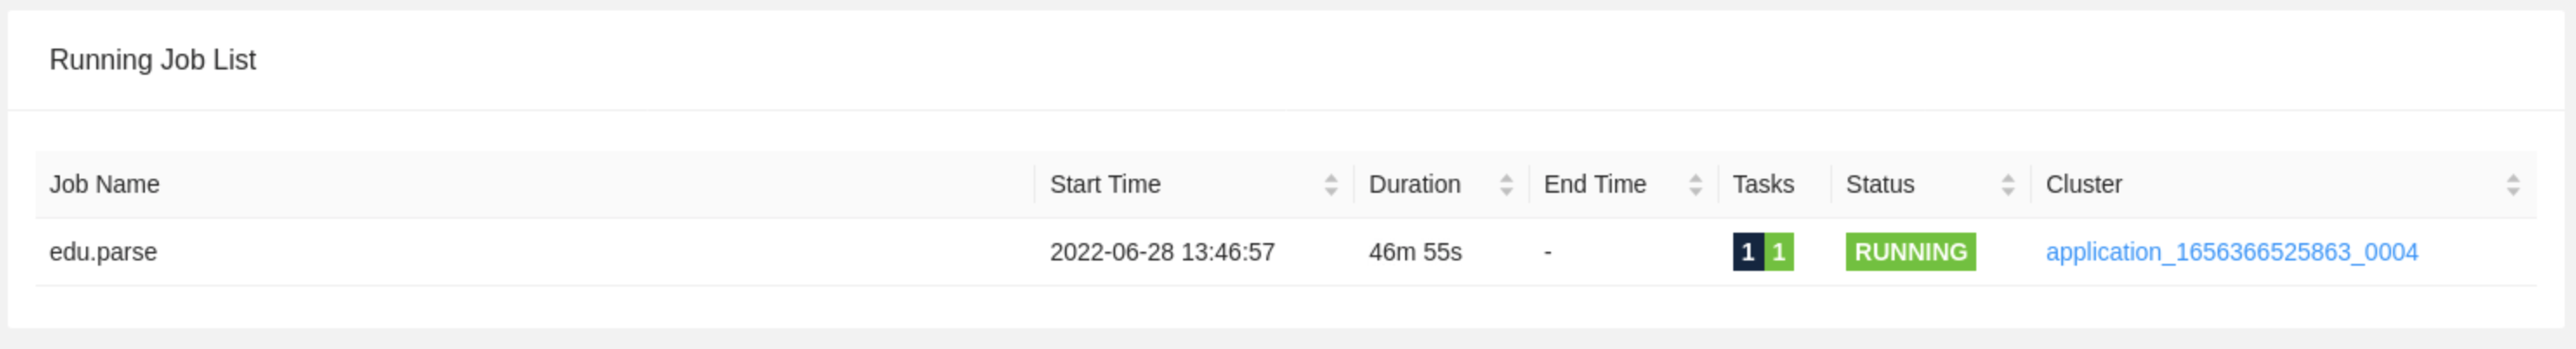 Running Job List
Job Name Start Time Duration End Time Tasks Status Cluster
edu.parse 2022-06-28 13:46:57 46m 55s - 1 1 RUNNING application_1656366525863_0004